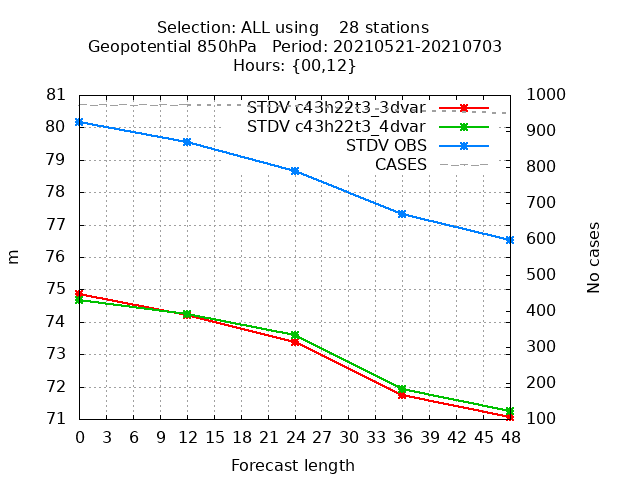 Selection: ALL using    28 stations
Geopotential 850hPa   Period: 20210521-20210703
Hours: {00,12}
81
80
79
78
77
76
75
74
73
72
71
m
STDV c43h22t3_3dvar
STDV c43h22t3_4dvar
STDV OBS
CASES
1000
900
800
700
600
500
400
300
200
100
No cases
0 3 6 9 12 15 18 21 24 27 30 33 36 39 42 45 48
Forecast length